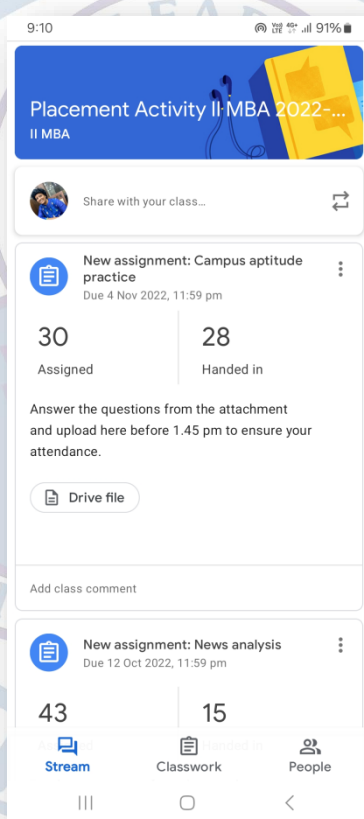 9:10
Vo) LTE 4G+ 91%
Placement Activity II MBA 2022-...
II MBA
Share with your class...
New assignment: Campus aptitude
practice
Due 4 Nov 2022, 11:59 pm
30 28
Assigned Handed in
Answer the questions from the attachment
and upload here before 1.45 pm to ensure your
attendance.
Drive file
Add class comment
New assignment: News analysis
Due 12 Oct 2022, 11:59 pm
43 15
Stream Classwork People